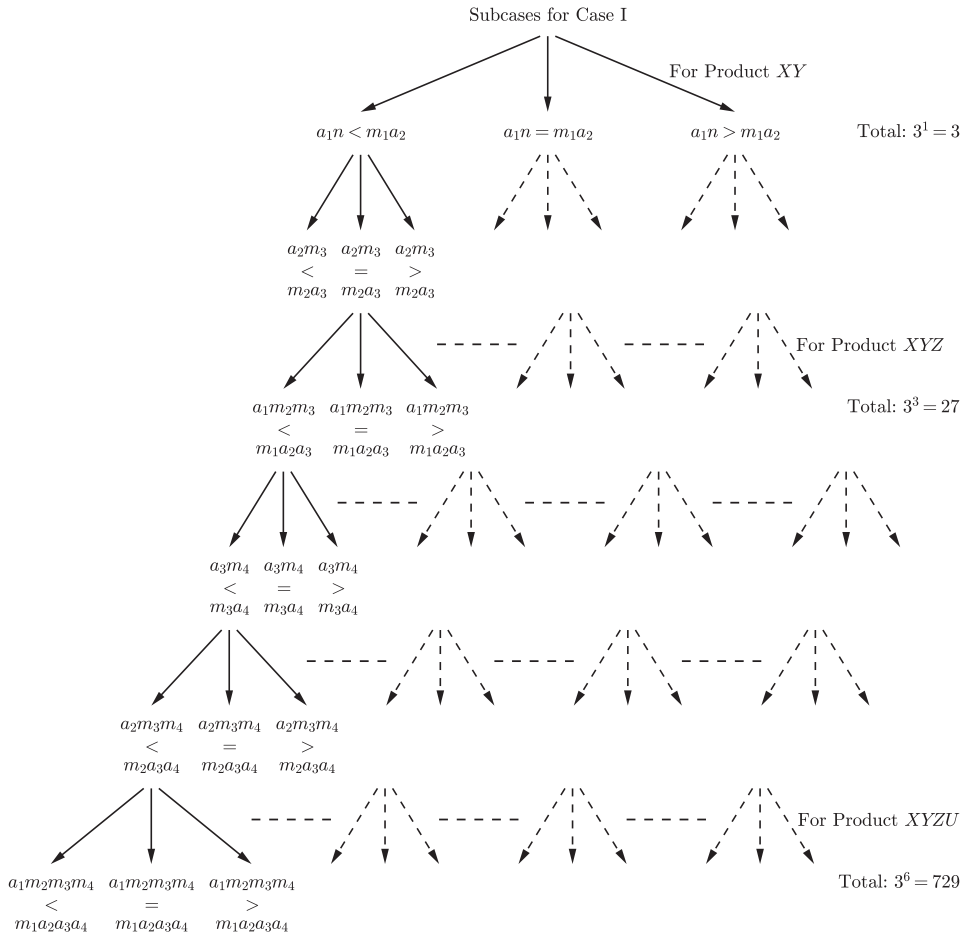 Subcases for Case I
For Product XY
a₁n < m₁a₂ a₁n = m₁a₂ a₁n > m₁a₂ Total: 3¹ = 3
a₂m₃ a₂m₃ a₂m₃
< = >
m₂a₃ m₂a₃ m₂a₃
For Product XYZ
a₁m₂m₃ a₁m₂m₃ a₁m₂m₃ Total: 3³ = 27
< = >
m₁a₂a₃ m₁a₂a₃ m₁a₂a₃
a₃m₄ a₃m₄ a₃m₄
< = >
m₃a₄ m₃a₄ m₃a₄
a₂m₃m₄ a₂m₃m₄ a₂m₃m₄
< = >
m₂a₃a₄ m₂a₃a₄ m₂a₃a₄
For Product XYZU
a₁m₂m₃m₄ a₁m₂m₃m₄ a₁m₂m₃m₄ Total: 3⁶ = 729
< = >
m₁a₂a₃a₄ m₁a₂a₃a₄ m₁a₂a₃a₄